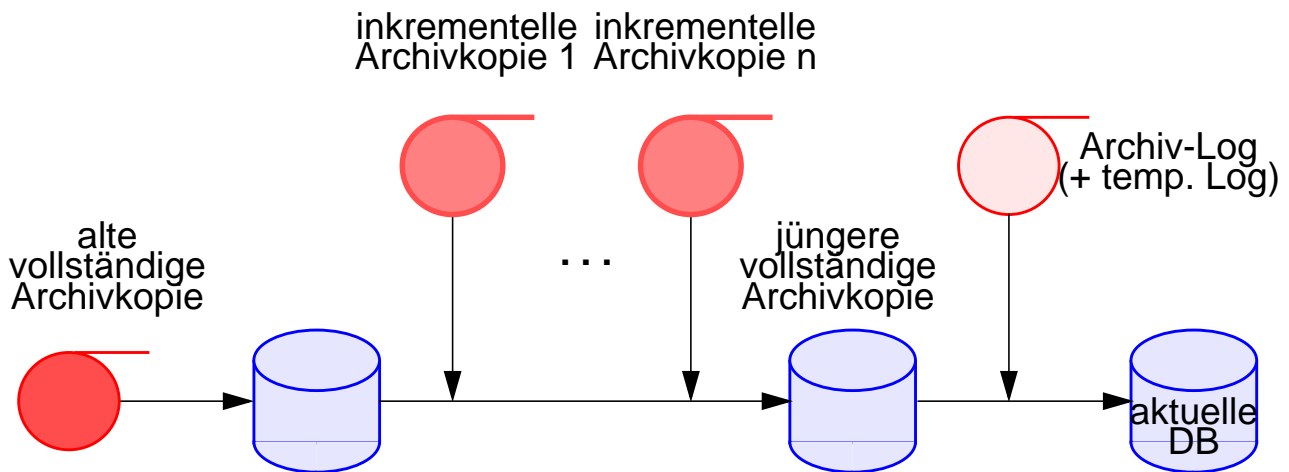 inkrementelle
Archivkopie 1
inkrementelle
Archivkopie n
Archiv-Log
(+ temp. Log)
alte
vollständige
Archivkopie
. . .
jüngere
vollständige
Archivkopie
aktuelle
DB